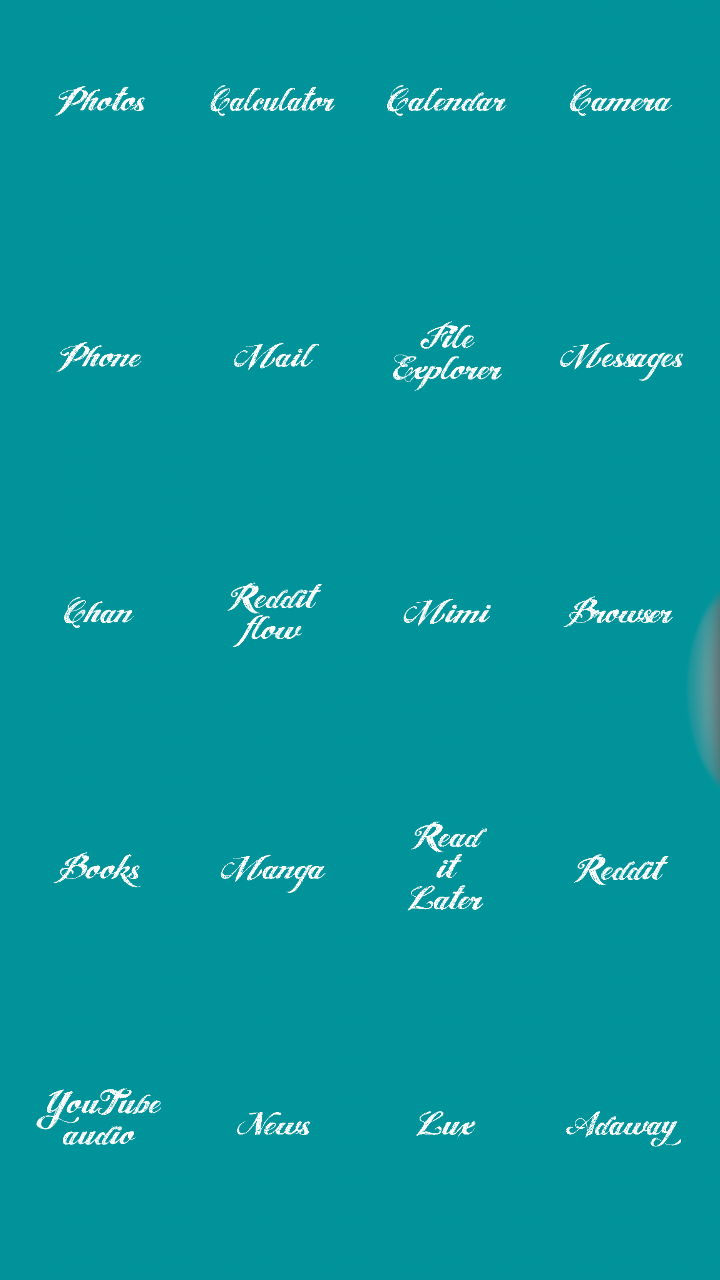 Photos Calculator Calendar Camera
Phone Mail File Explorer Messages
Chan Reddit flow Mimi Browser
Books Manga Read it Later Reddit
YouTube audio News Lux Adaway